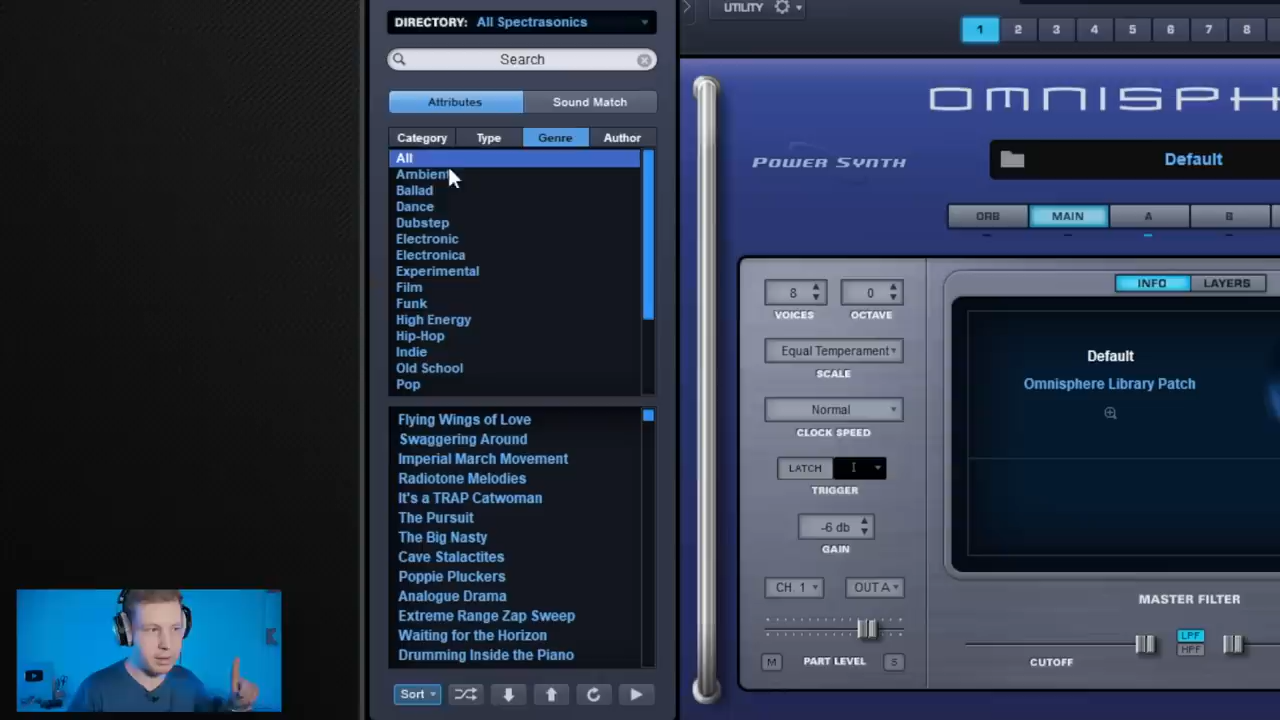 DIRECTORY: All Spectrasonics
Search
Attributes
Sound Match
Category
Type
Genre
Author
All
Ambient
Ballad
Dance
Dubstep
Electronic
Electronica
Experimental
Film
Funk
High Energy
Hip-Hop
Indie
Old School
Pop
Flying Wings of Love
Swaggering Around
Imperial March Movement
Radiotone Melodies
It's a TRAP Catwoman
The Pursuit
The Big Nasty
Cave Stalactites
Poppie Pluckers
Analogue Drama
Extreme Range Zap Sweep
Waiting for the Horizon
Drumming Inside the Piano
Sort
UTILITY
1 2 3 4 5 6 7 8
OMNISPH
POWER SYNTH
Default
ORB
MAIN
A
B
8
0
VOICES
OCTAVE
Equal Temperament
SCALE
Normal
CLOCK SPEED
LATCH
TRIGGER
-6 db
GAIN
CH. 1
OUT A
M
PART LEVEL
S
INFO
LAYERS
Default
Omnisphere Library Patch
MASTER FILTER
LPF
HPF
CUTOFF